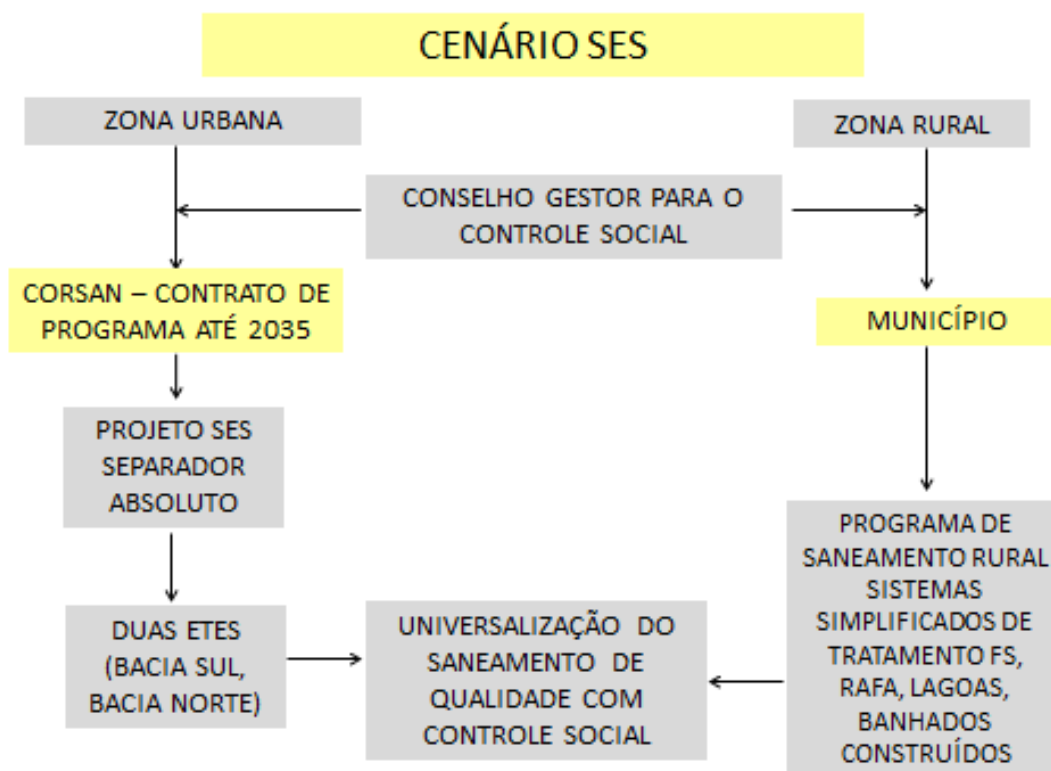 CENÁRIO SES
ZONA URBANA
ZONA RURAL
CONSELHO GESTOR PARA O
CONTROLE SOCIAL
CORSAN – CONTRATO DE
PROGRAMA ATÉ 2035
MUNICÍPIO
PROJETO SES
SEPARADOR
ABSOLUTO
DUAS ETES
(BACIA SUL,
BACIA NORTE)
UNIVERSALIZAÇÃO DO
SANEAMENTO DE
QUALIDADE COM
CONTROLE SOCIAL
PROGRAMA DE
SANEAMENTO RURAL
SISTEMAS
SIMPLIFICADOS DE
TRATAMENTO FS,
RAFA, LAGOAS,
BANHADOS
CONSTRUÍDOS